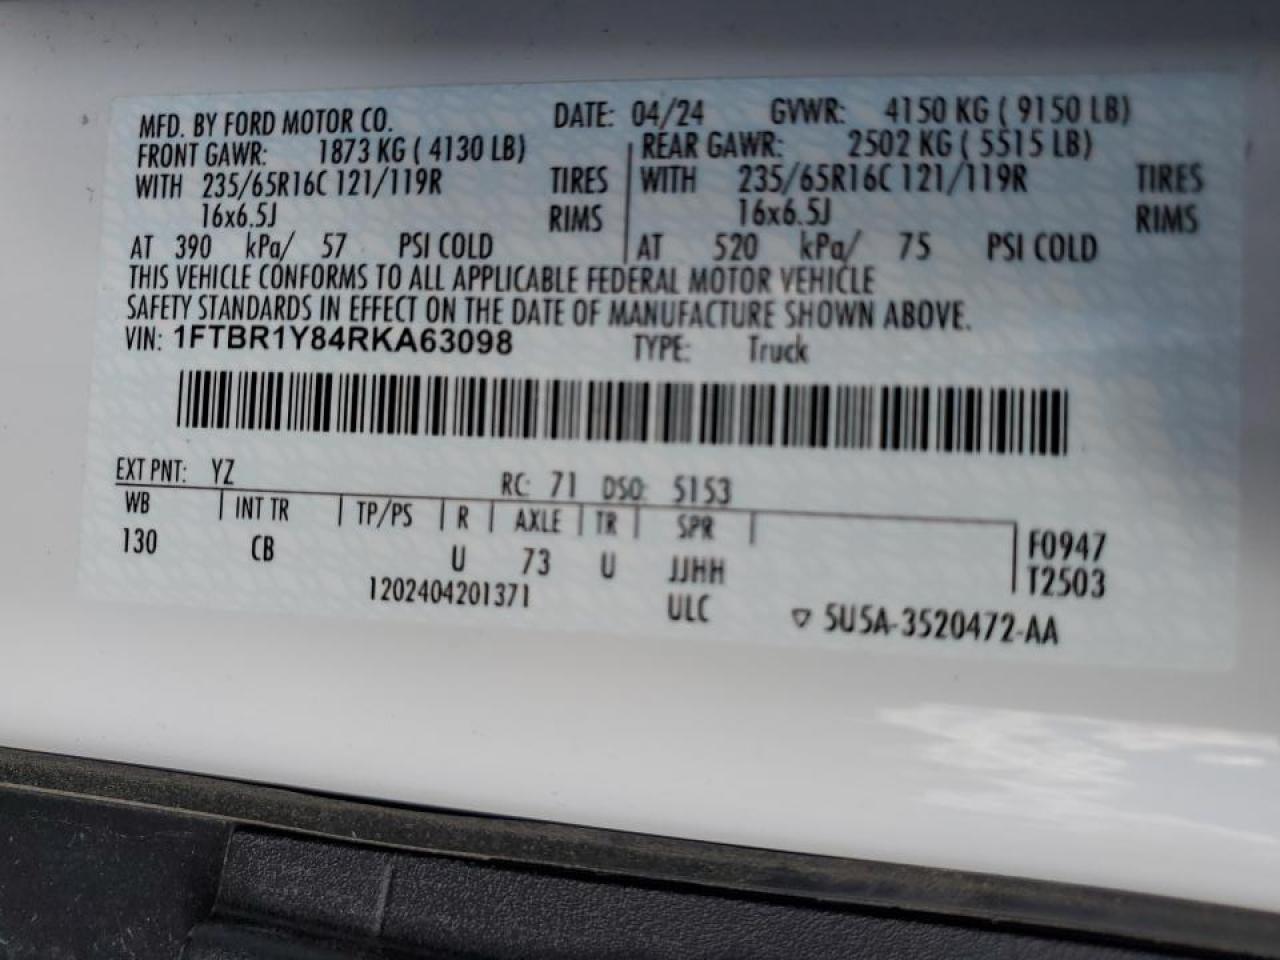 MFD. BY FORD MOTOR CO. DATE: 04/24 GVWR: 4150 KG ( 9150 LB)
FRONT GAWR: 1873 KG ( 4130 LB) REAR GAWR: 2502 KG ( 5515 LB)
WITH 235/65R16C 121/119R TIRES WITH 235/65R16C 121/119R TIRES
16x6.5J RIMS 16x6.5J RIMS
AT 390 kPa/ 57 PSI COLD AT 520 kPa/ 75 PSI COLD
THIS VEHICLE CONFORMS TO ALL APPLICABLE FEDERAL MOTOR VEHICLE
SAFETY STANDARDS IN EFFECT ON THE DATE OF MANUFACTURE SHOWN ABOVE.
VIN: 1FTBR1Y84RKA63098 TYPE: Truck
EXT PNT: YZ RC: 71 DSO: 5153
WB INT TR TP/PS R AXLE TR SPR
130 CB U 73 U JJHH
F0947
T2503
1202404201371 ULC ▽ 5U5A-3520472-AA